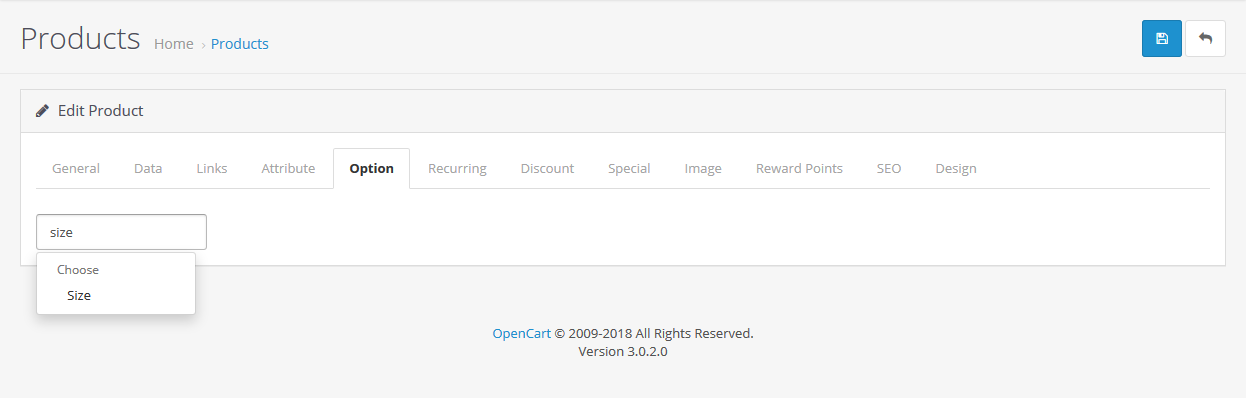 Products Home › Products
Edit Product
General Data Links Attribute Option Recurring Discount Special Image Reward Points SEO Design
size
Choose
Size
OpenCart © 2009-2018 All Rights Reserved.
Version 3.0.2.0